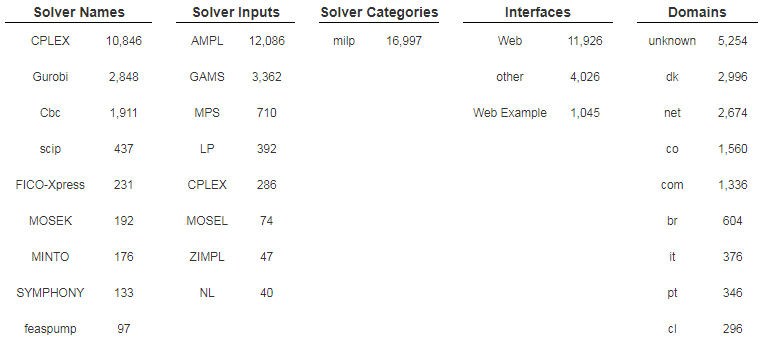 Solver Names Solver Inputs Solver Categories Interfaces Domains
CPLEX 10,846 AMPL 12,086 milp 16,997 Web 11,926 unknown 5,254
Gurobi 2,848 GAMS 3,362 other 4,026 dk 2,996
Cbc 1,911 MPS 710 Web Example 1,045 net 2,674
scip 437 LP 392 co 1,560
FICO-Xpress 231 CPLEX 286 com 1,336
MOSEK 192 MOSEL 74 br 604
MINTO 176 ZIMPL 47 it 376
SYMPHONY 133 NL 40 pt 346
feaspump 97 cl 296